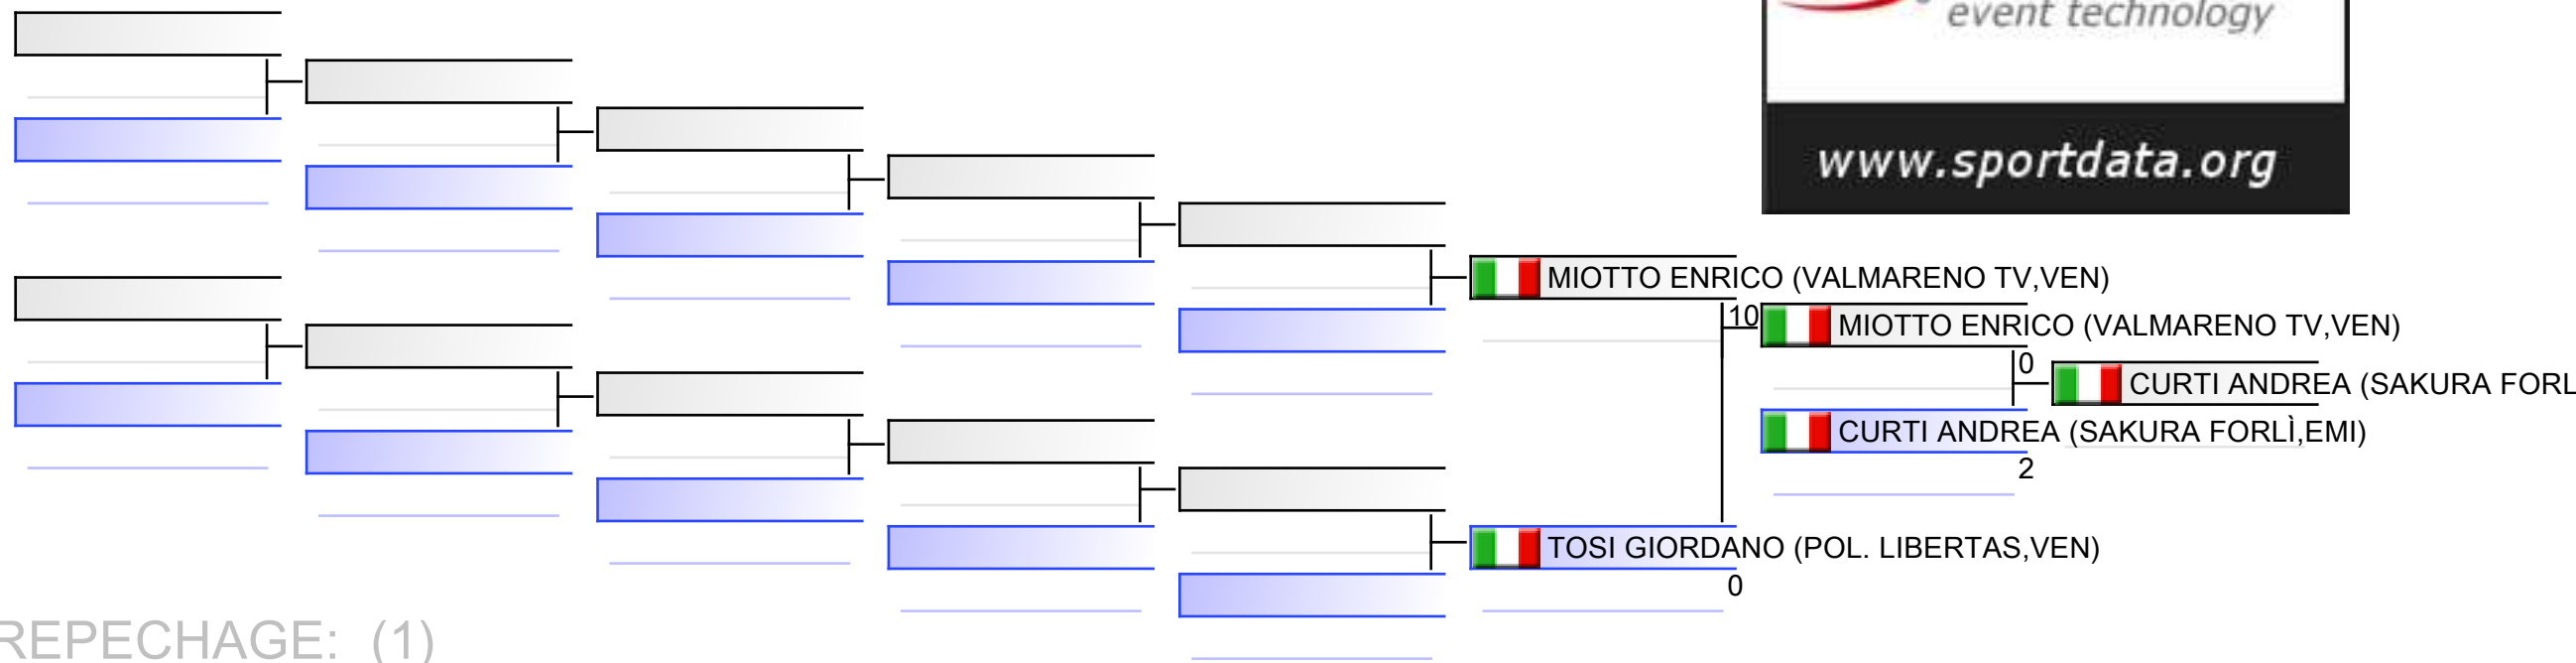 event technology
www.sportdata.org
MIOTTO ENRICO (VALMARENO TV,VEN)
10
MIOTTO ENRICO (VALMARENO TV,VEN)
0
CURTI ANDREA (SAKURA FORL
CURTI ANDREA (SAKURA FORLÌ,EMI)
2
TOSI GIORDANO (POL. LIBERTAS,VEN)
0
REPECHAGE: (1)